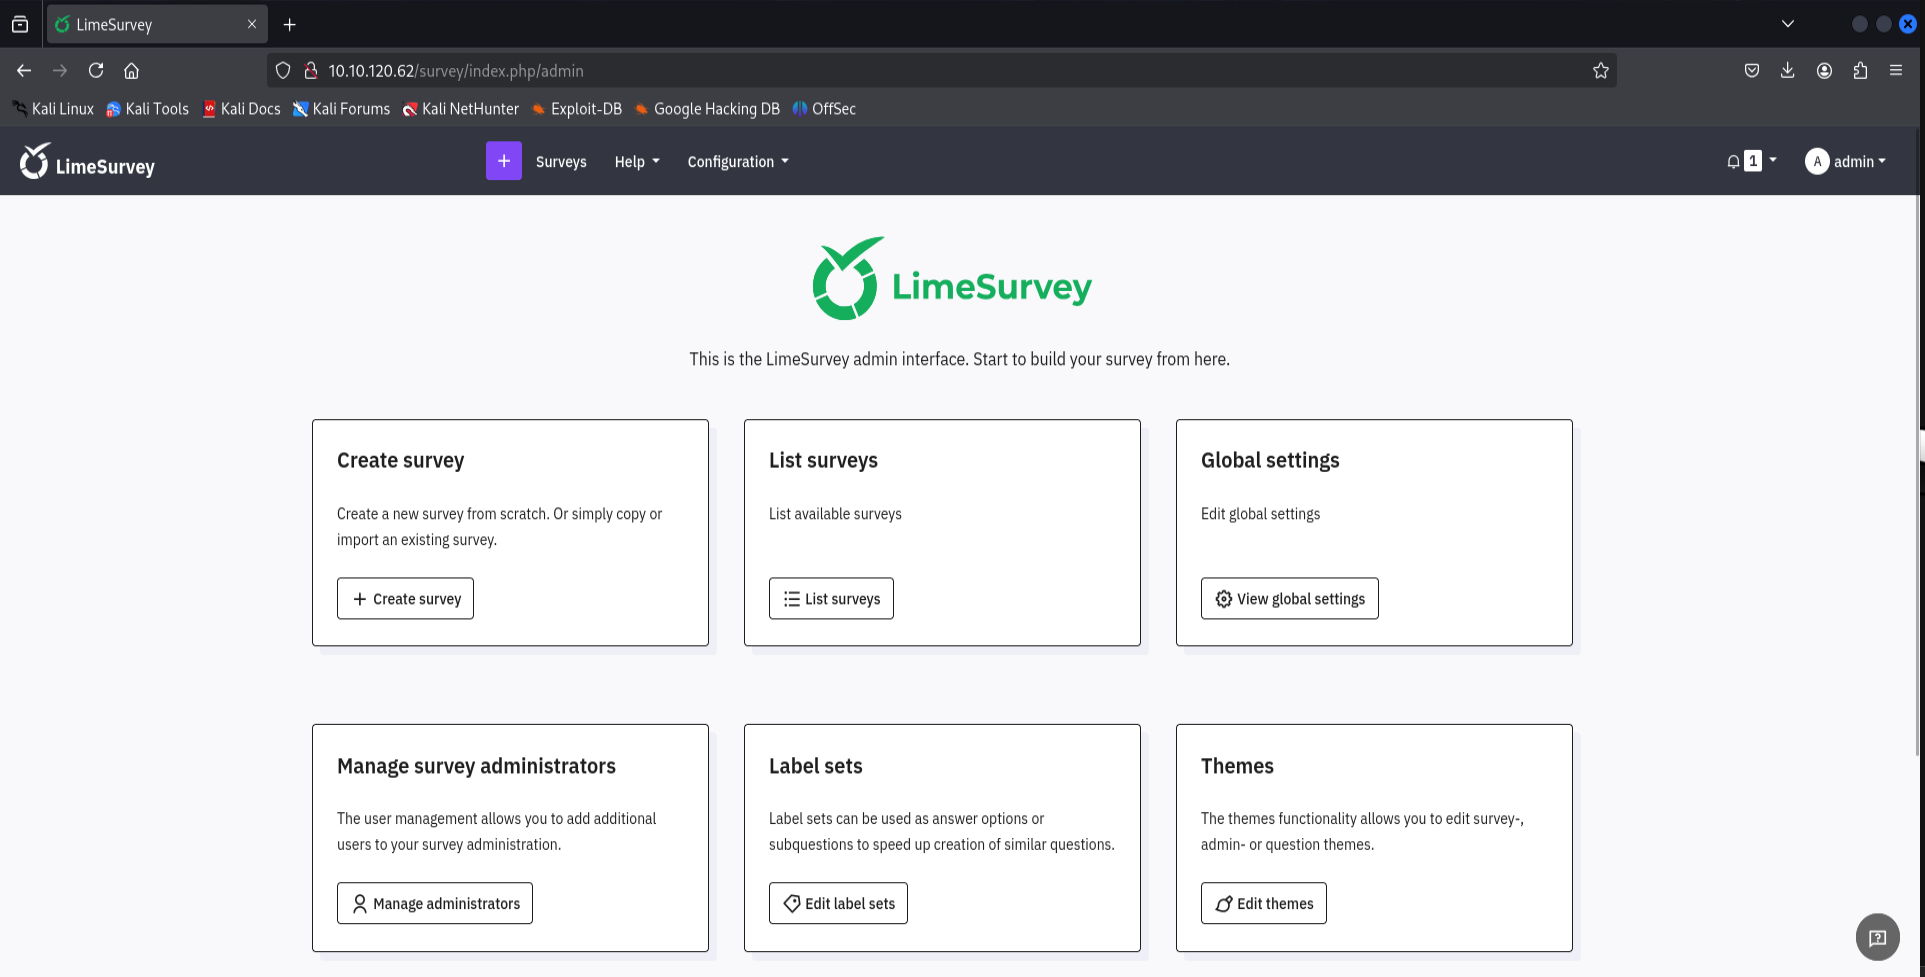 LimeSurvey
10.10.120.62/survey/index.php/admin
Kali Linux Kali Tools Kali Docs Kali Forums Kali NetHunter Exploit-DB Google Hacking DB OffSec
LimeSurvey + Surveys Help Configuration 1 A admin
LimeSurvey
This is the LimeSurvey admin interface. Start to build your survey from here.
Create survey
Create a new survey from scratch. Or simply copy or
import an existing survey.
+ Create survey
List surveys
List available surveys
List surveys
Global settings
Edit global settings
View global settings
Manage survey administrators
The user management allows you to add additional
users to your survey administration.
Manage administrators
Label sets
Label sets can be used as answer options or
subquestions to speed up creation of similar questions.
Edit label sets
Themes
The themes functionality allows you to edit survey-,
admin- or question themes.
Edit themes